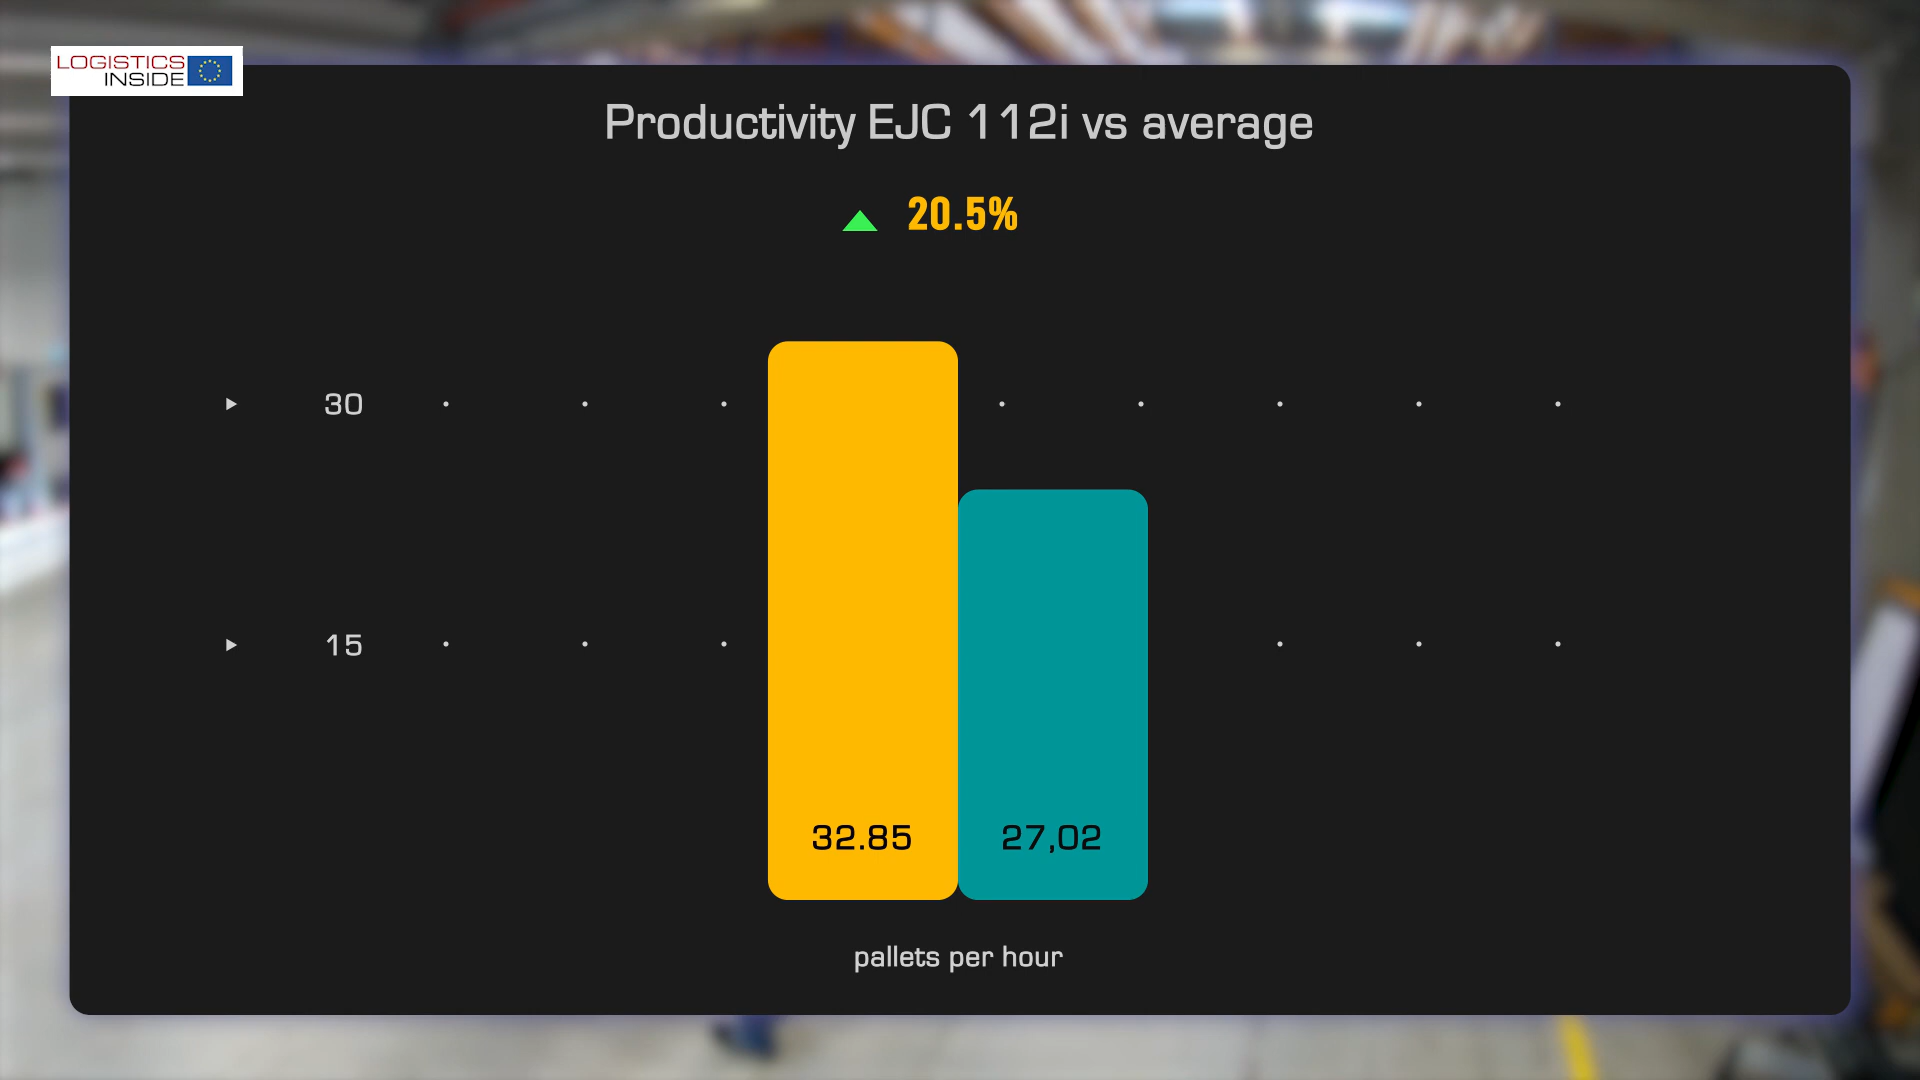 LOGISTICS
INSIDE
Productivity EJC 112i vs average
20.5%
30
15
32.85
27,02
pallets per hour